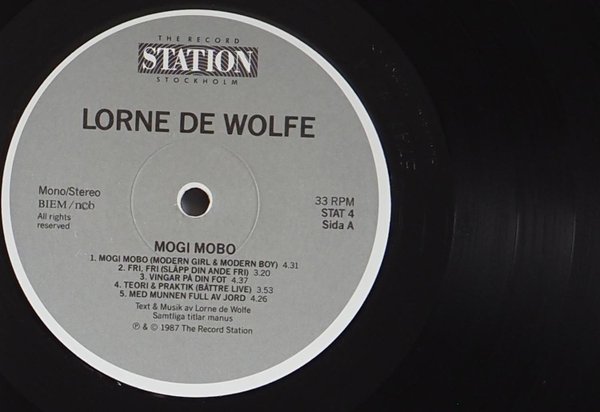 THE RECORD
STATION
STOCKHOLM
LORNE DE WOLFE
Mono/Stereo
BIEM/ncb
All rights
reserved
33 RPM
STAT 4
Sida A
MOGI MOBO
1. MOGI MOBO (MODERN GIRL & MODERN BOY) 4.31
2. FRI, FRI (SLÄPP DIN ANDE FRI) 3.20
3. VINGAR PÅ DIN FOT 4.37
4. TEORI & PRAKTIK (BÄTTRE LIVE) 3.53
5. MED MUNNEN FULL AV JORD 4.26
Text & Musik av Lorne de Wolfe
Samtliga titlar manus
℗ & © 1987 The Record Station